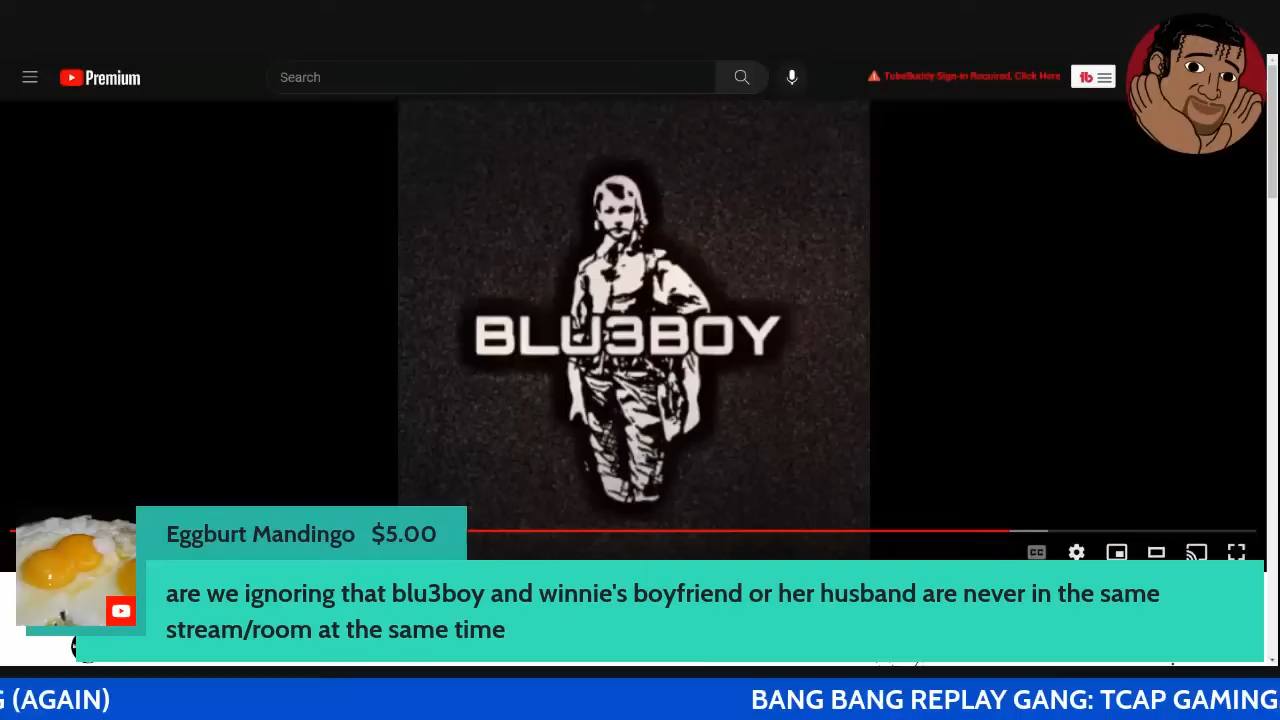 Premium
Search
TubeBuddy Sign-in Required, Click Here
tb
BLU3BOY
CC
Eggburt Mandingo $5.00
are we ignoring that blu3boy and winnie's boyfriend or her husband are never in the same
stream/room at the same time
G (AGAIN)
BANG BANG REPLAY GANG: TCAP GAMING